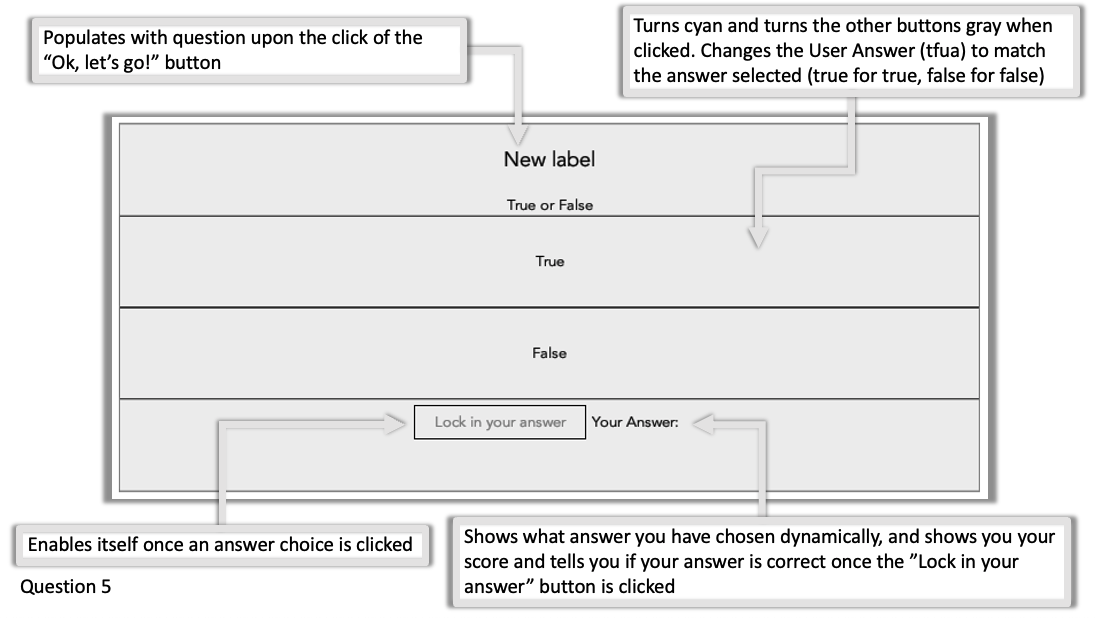 Populates with question upon the click of the
“Ok, let’s go!” button
Turns cyan and turns the other buttons gray when
clicked. Changes the User Answer (tfua) to match
the answer selected (true for true, false for false)
New label
True or False
True
False
Lock in your answer
Your Answer:
Enables itself once an answer choice is clicked
Shows what answer you have chosen dynamically, and shows you your
score and tells you if your answer is correct once the ”Lock in your
answer” button is clicked
Question 5